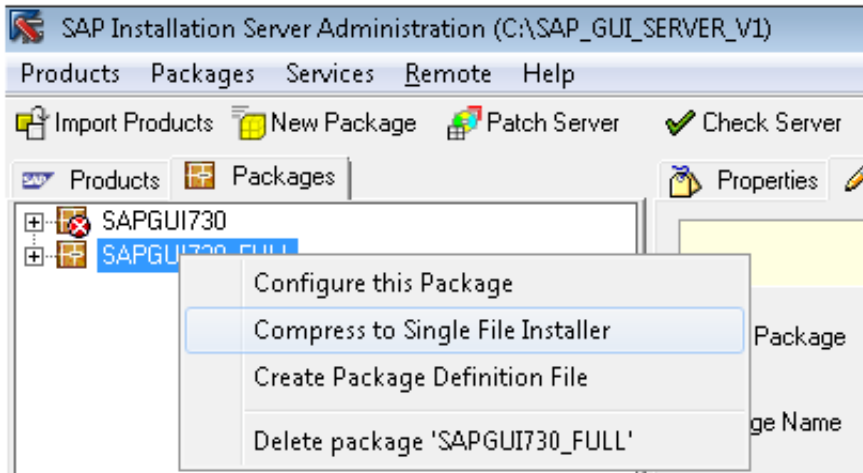 SAP Installation Server Administration (C:\SAP_GUI_SERVER_V1)
Products Packages Services Remote Help
Import Products New Package Patch Server Check Server
SAP Products Packages Properties
SAPGUI730
SAPGUI730_FULL
Configure this Package
Compress to Single File Installer
Package
Create Package Definition File
ge Name
Delete package 'SAPGUI730_FULL'